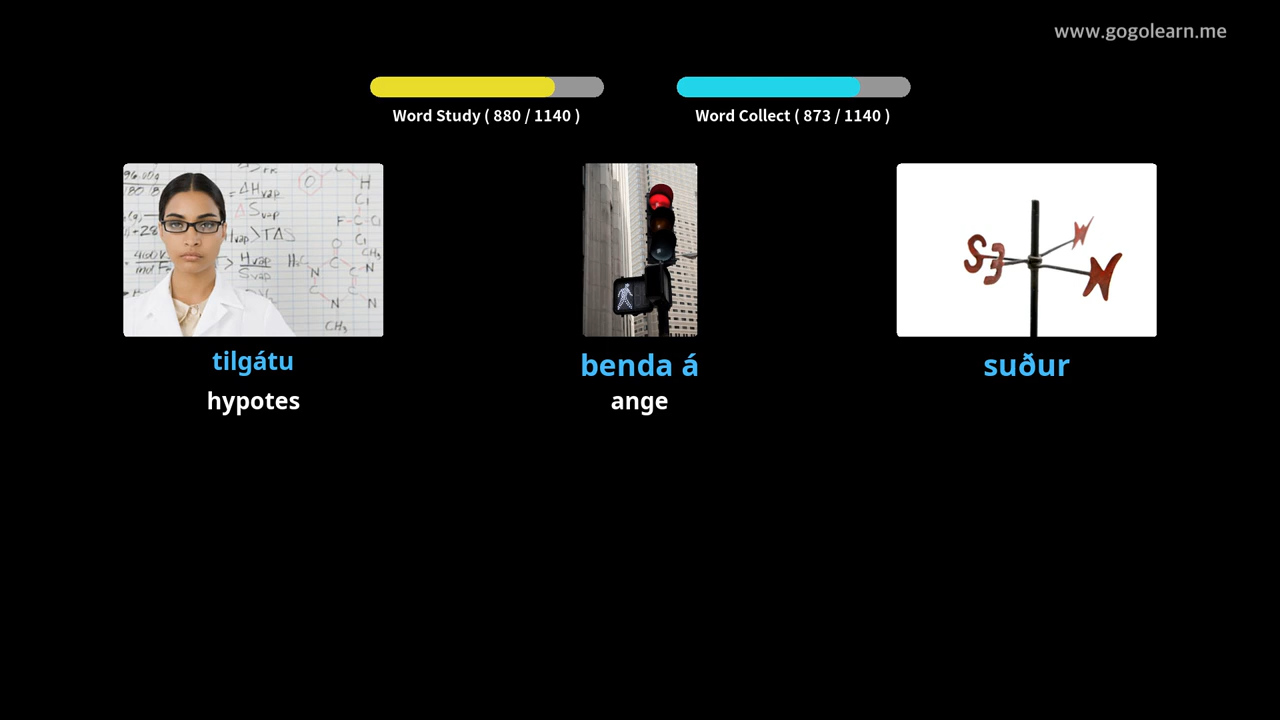 www.gogolearn.me
Word Study ( 880 / 1140 )
Word Collect ( 873 / 1140 )
tilgátu
hypotes
benda á
ange
suður